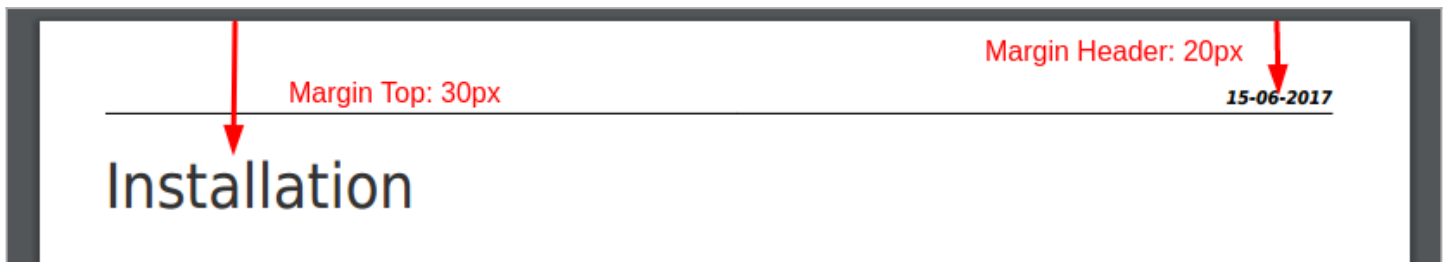 Margin Header: 20px
Margin Top: 30px
15-06-2017
Installation